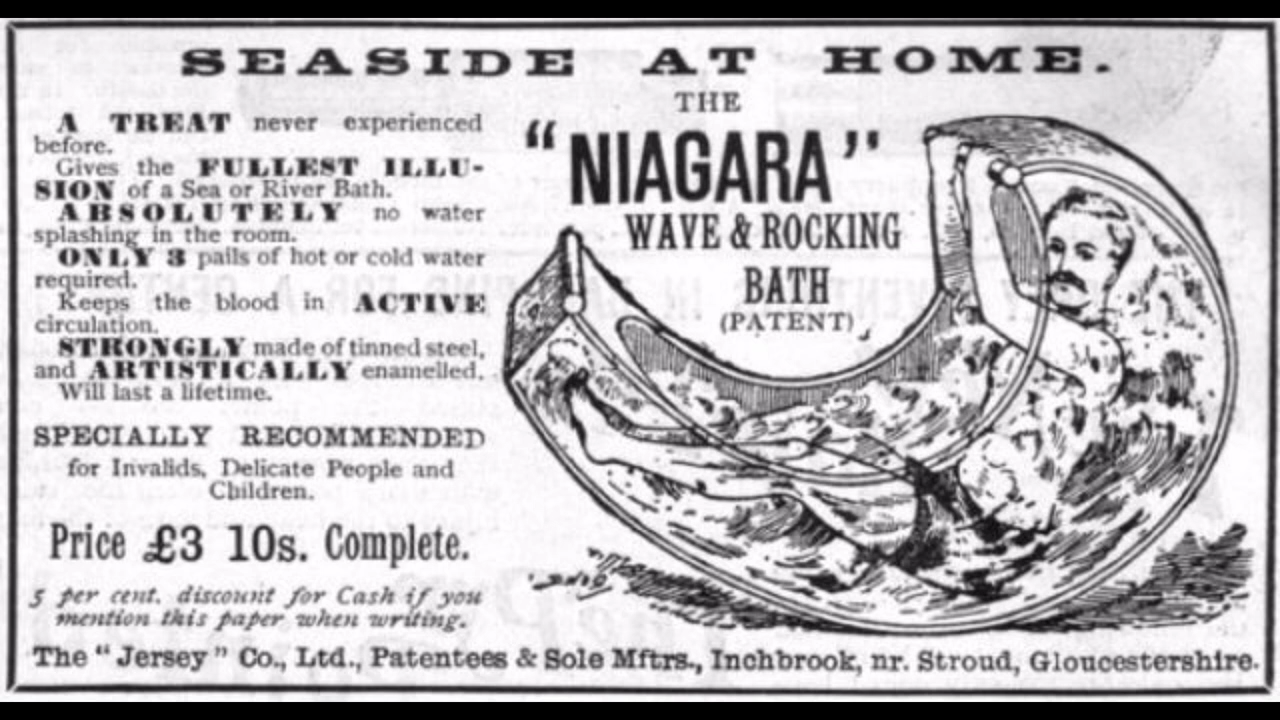 SEASIDE AT HOME.
A TREAT never experienced
before.
Gives the FULLEST ILLU-
SION of a Sea or River Bath.
ABSOLUTELY no water
splashing in the room.
ONLY 3 pails of hot or cold water
required.
Keeps the blood in ACTIVE
circulation.
STRONGLY made of tinned steel,
and ARTISTICALLY enamelled.
Will last a lifetime.
SPECIALLY RECOMMENDED
for Invalids, Delicate People and
Children.
Price £3 10s. Complete.
5 per cent. discount for Cash if you
mention this paper when writing.
THE
"NIAGARA"
WAVE & ROCKING
BATH
(PATENT)
The "Jersey" Co., Ltd., Patentees & Sole Mftrs., Inchbrook, nr. Stroud, Gloucestershire.